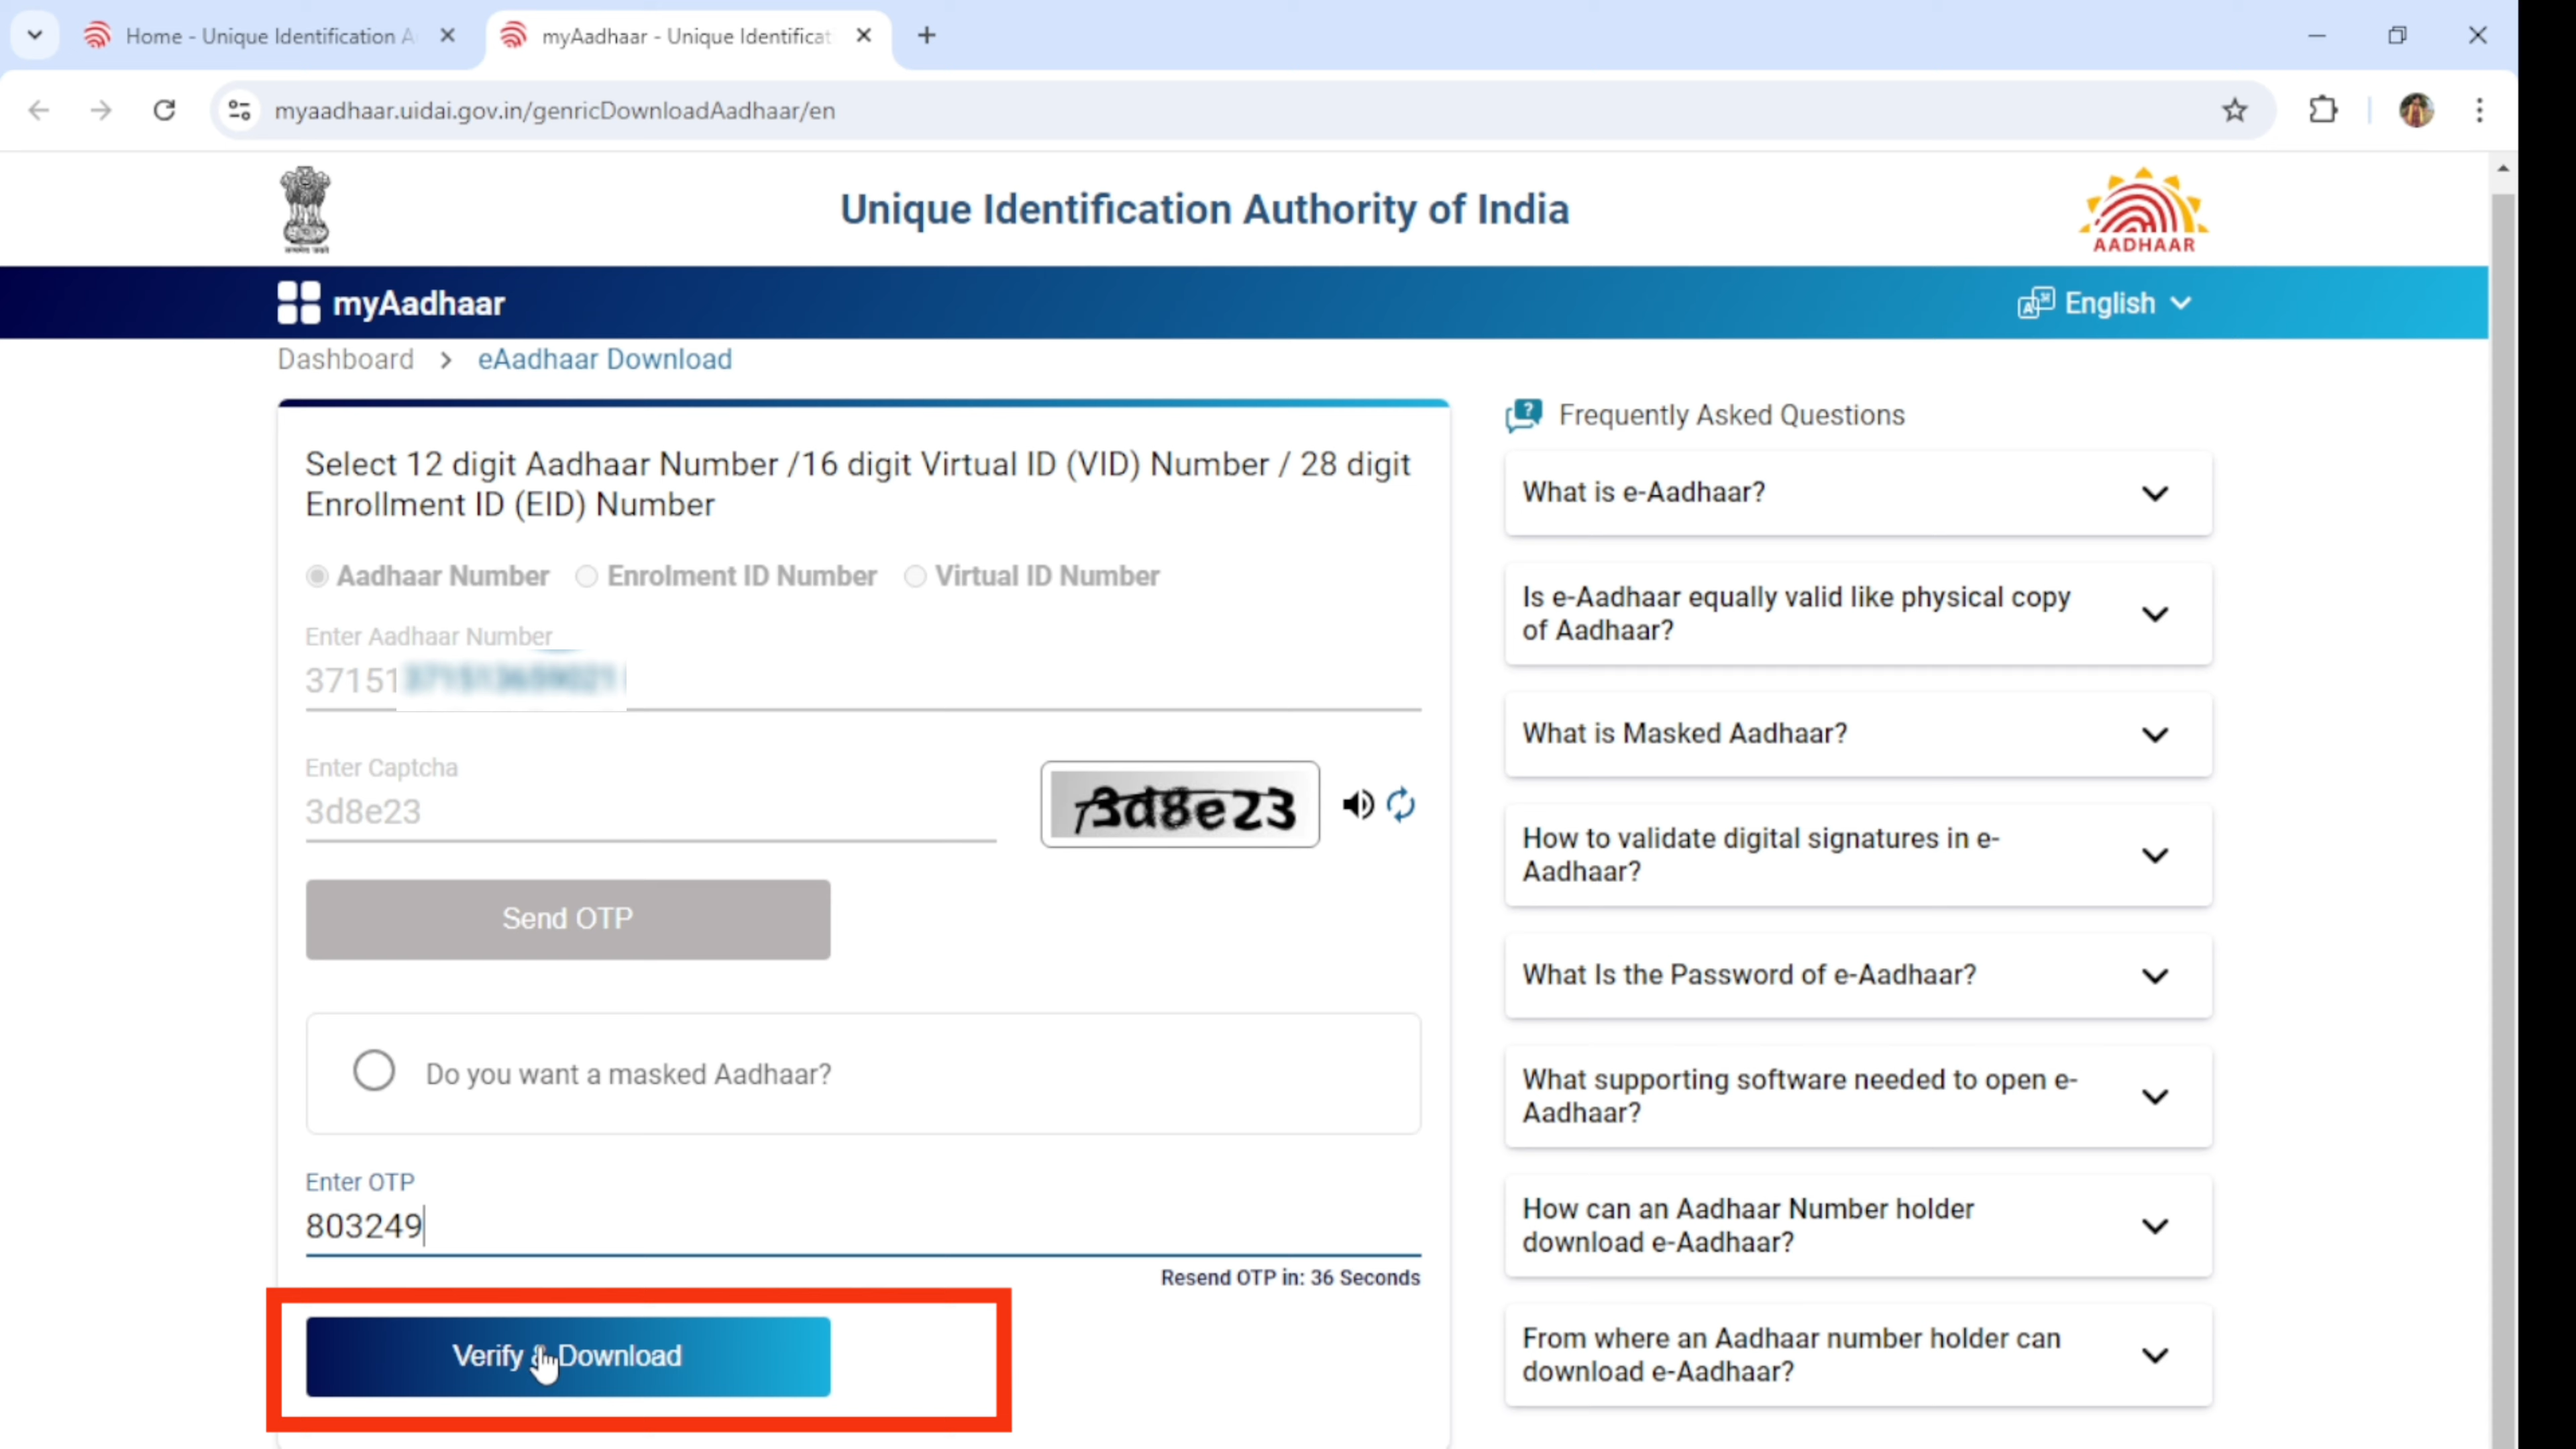 Home - Unique Identification A
myAadhaar - Unique Identificat
myaadhaar.uidai.gov.in/genricDownloadAadhaar/en
Unique Identification Authority of India
AADHAAR
myAadhaar
English
Dashboard > eAadhaar Download
Select 12 digit Aadhaar Number /16 digit Virtual ID (VID) Number / 28 digit
Enrollment ID (EID) Number
Aadhaar Number Enrolment ID Number Virtual ID Number
Enter Aadhaar Number
37151
Enter Captcha
3d8e23
3d8e23
Send OTP
Do you want a masked Aadhaar?
Enter OTP
803249
Resend OTP in: 36 Seconds
Verify & Download
Frequently Asked Questions
What is e-Aadhaar?
Is e-Aadhaar equally valid like physical copy
of Aadhaar?
What is Masked Aadhaar?
How to validate digital signatures in e-
Aadhaar?
What Is the Password of e-Aadhaar?
What supporting software needed to open e-
Aadhaar?
How can an Aadhaar Number holder
download e-Aadhaar?
From where an Aadhaar number holder can
download e-Aadhaar?